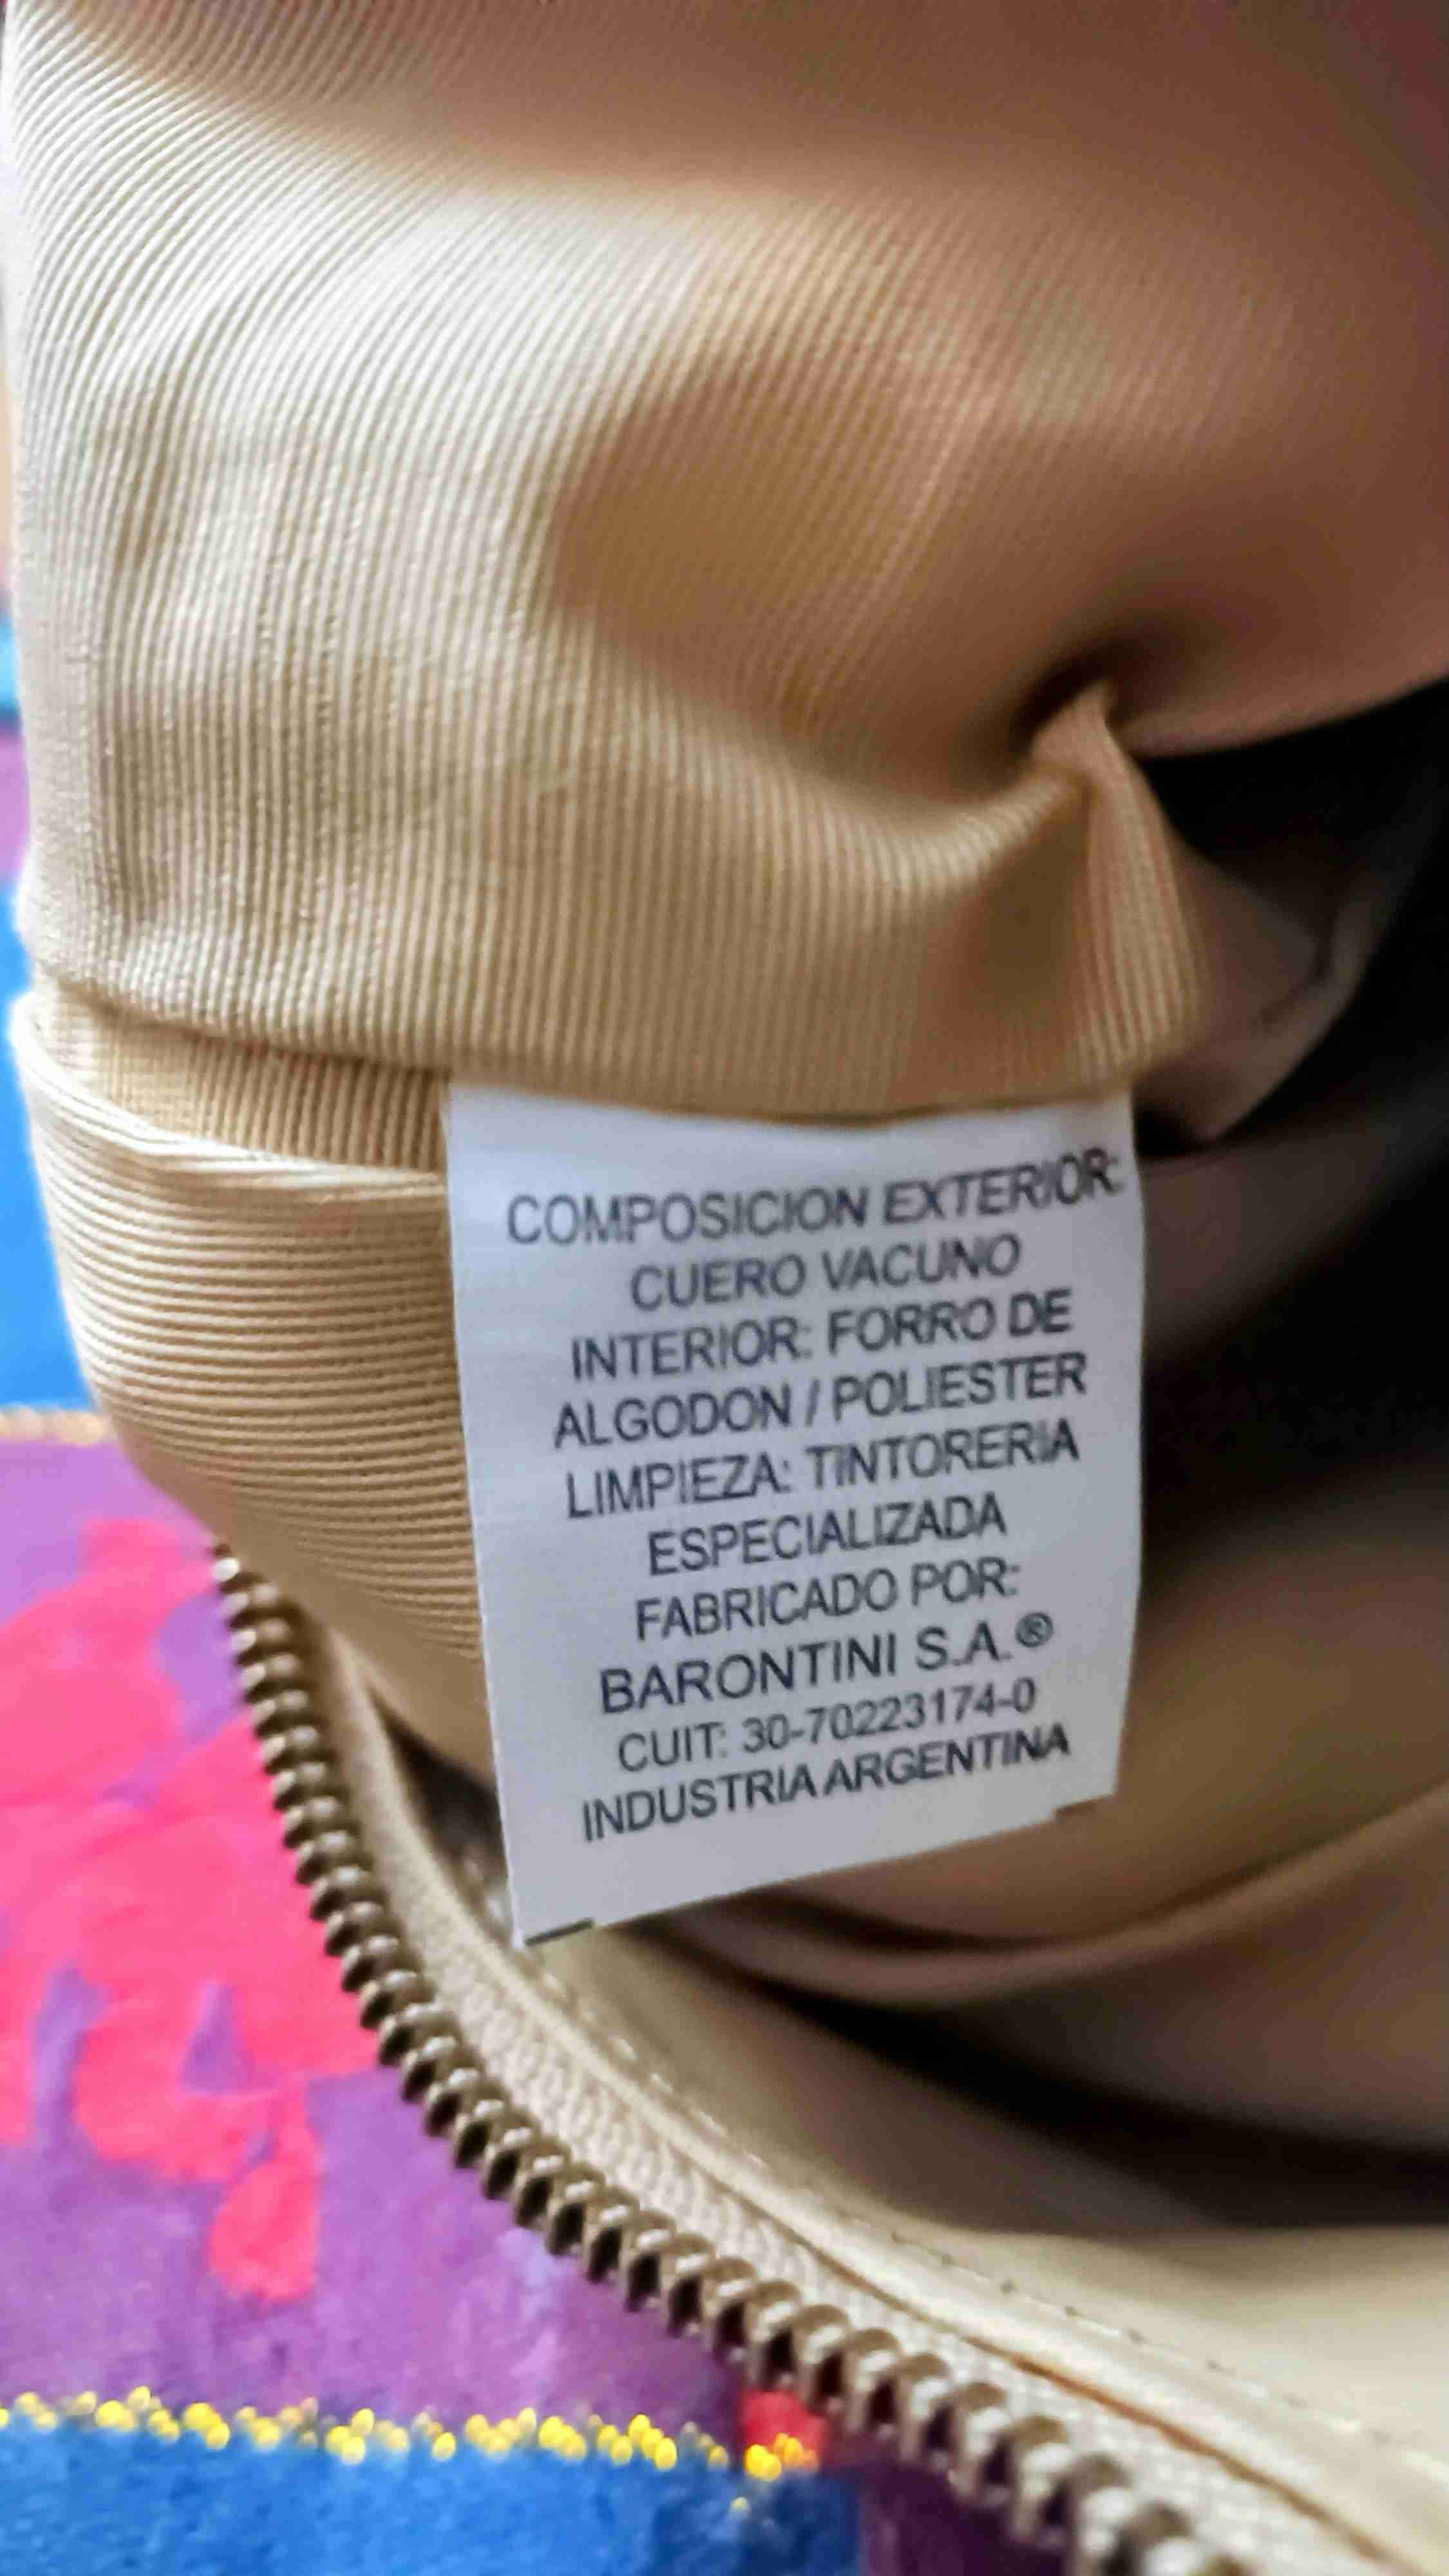 COMPOSICION EXTERIOR:
CUERO VACUNO
INTERIOR: FORRO DE
ALGODON / POLIESTER
LIMPIEZA: TINTORERIA
ESPECIALIZADA
FABRICADO POR:
BARONTINI S.A.®
CUIT: 30-70223174-0
INDUSTRIA ARGENTINA